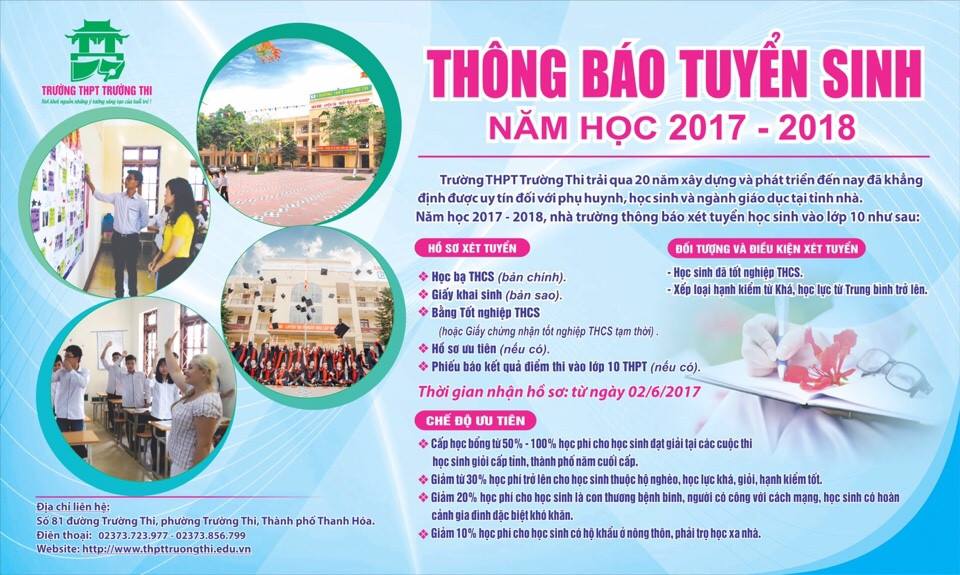 TRƯỜNG THPT TRƯỜNG THI
Nơi khơi nguồn những ý tưởng sáng tạo của tuổi trẻ !
TRƯỜNG THPT TRƯỜNG THI
THÔNG BÁO TUYỂN SINH
NĂM HỌC 2017 - 2018
Trường THPT Trường Thi trải qua 20 năm xây dựng và phát triển đến nay đã khẳng
định được uy tín đối với phụ huynh, học sinh và ngành giáo dục tại tỉnh nhà.
Năm học 2017 - 2018, nhà trường thông báo xét tuyển học sinh vào lớp 10 như sau:
HỒ SƠ XÉT TUYỂN
❖ Học bạ THCS (bản chính).
❖ Giấy khai sinh (bản sao).
❖ Bằng Tốt nghiệp THCS
(hoặc Giấy chứng nhận tốt nghiệp THCS tạm thời) .
❖ Hồ sơ ưu tiên (nếu có).
❖ Phiếu báo kết quả điểm thi vào lớp 10 THPT (nếu có).
Thời gian nhận hồ sơ: từ ngày 02/6/2017
ĐỐI TƯỢNG VÀ ĐIỀU KIỆN XÉT TUYỂN
- Học sinh đã tốt nghiệp THCS.
- Xếp loại hạnh kiểm từ Khá, học lực từ Trung bình trở lên.
CHẾ ĐỘ ƯU TIÊN
❖ Cấp học bổng từ 50% - 100% học phí cho học sinh đạt giải tại các cuộc thi
học sinh giỏi cấp tỉnh, thành phố năm cuối cấp.
❖ Giảm từ 30% học phí trở lên cho học sinh thuộc hộ nghèo, học lực khá, giỏi, hạnh kiểm tốt.
❖ Giảm 20% học phí cho học sinh là con thương bệnh binh, người có công với cách mạng, học sinh có hoàn
cảnh gia đình đặc biệt khó khăn.
❖ Giảm 10% học phí cho học sinh có hộ khẩu ở nông thôn, phải trọ học xa nhà.
Địa chỉ liên hệ:
Số 81 đường Trường Thi, phường Trường Thi, Thành phố Thanh Hóa.
Điện thoại: 02373.723.977 - 02373.856.799
Website: http://www.thpttruongthi.edu.vn